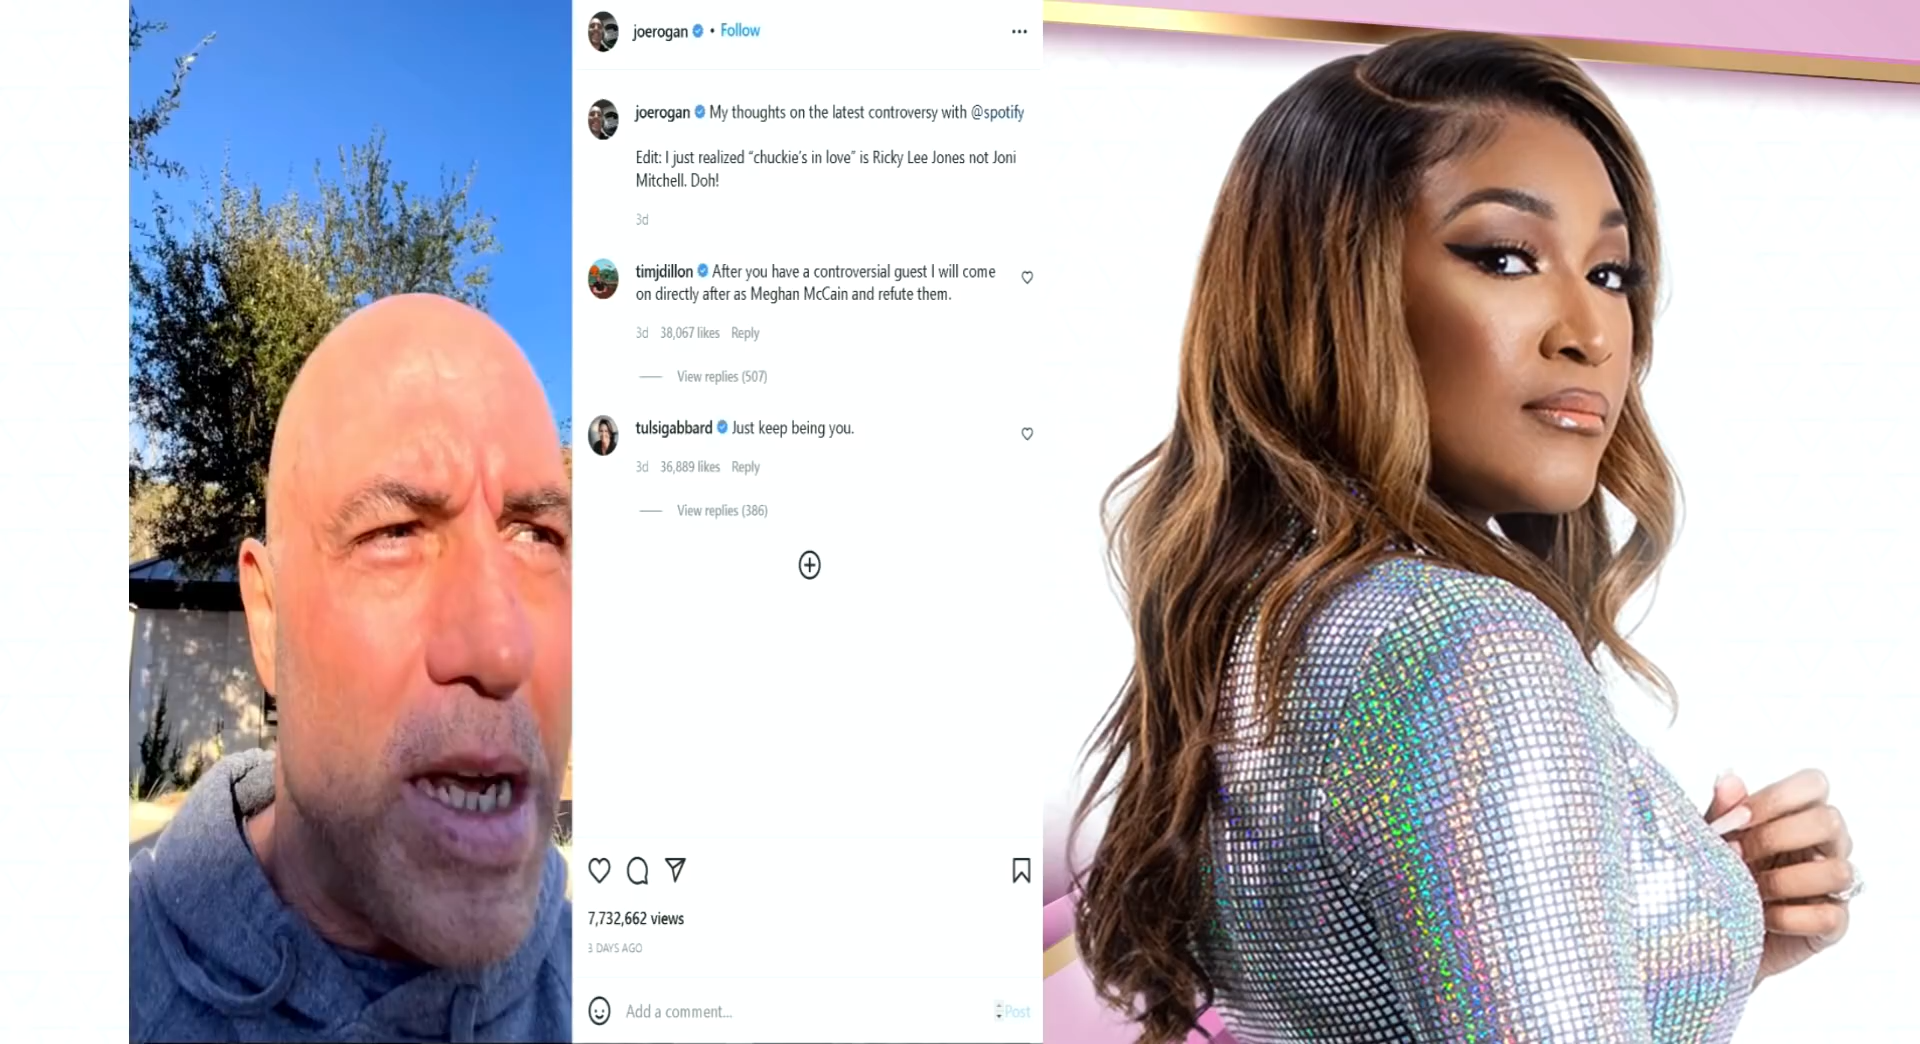 joerogan • Follow
joerogan My thoughts on the latest controversy with @spotify
Edit: I just realized “chuckie’s in love” is Ricky Lee Jones not Joni
Mitchell. Doh!
3d
timjdillon After you have a controversial guest I will come
on directly after as Meghan McCain and refute them.
3d 38,067 likes Reply
View replies (507)
tulsigabbard Just keep being you.
3d 36,889 likes Reply
View replies (386)
7,732,662 views
3 DAYS AGO
Add a comment...
Post